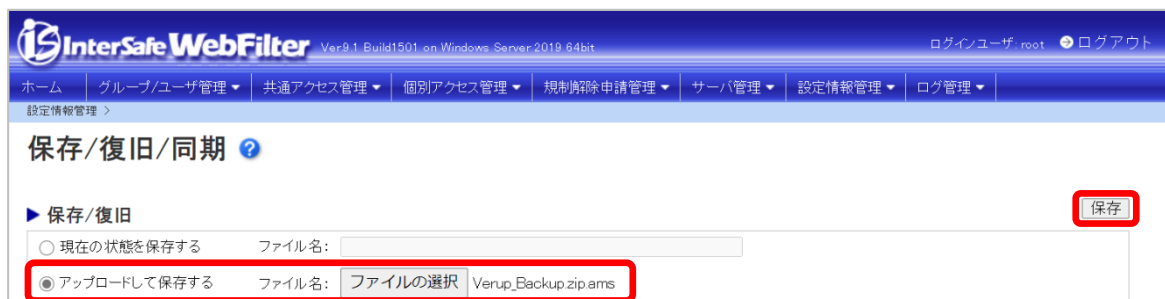 InterSafe WebFilter Ver9.1 Build1501 on Windows Server 2019 64bit ログインユーザ: root ログアウト
ホーム グループ/ユーザ管理▼ 共通アクセス管理▼ 個別アクセス管理▼ 規制解除申請管理▼ サーバ管理▼ 設定情報管理▼ ログ管理▼
設定情報管理 >
保存/復旧/同期 ?
▶ 保存/復旧 保存
現在の状態を保存する ファイル名:
アップロードして保存する ファイル名: ファイルの選択 Verup_Backup.zip.ams